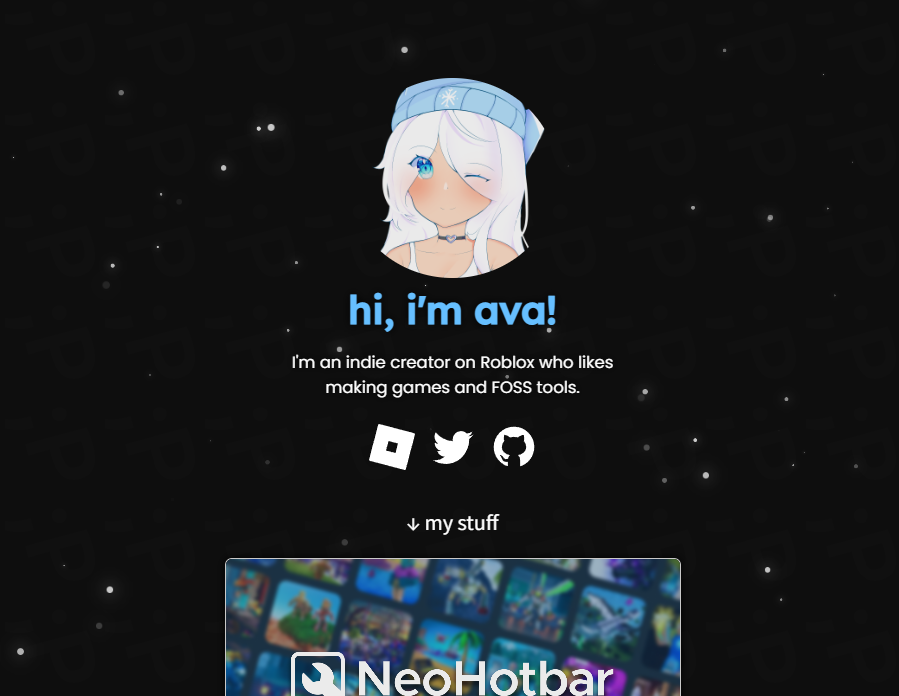 hi, i'm ava!
I'm an indie creator on Roblox who likes
making games and FOSS tools.
↓ my stuff
NeoHotbar